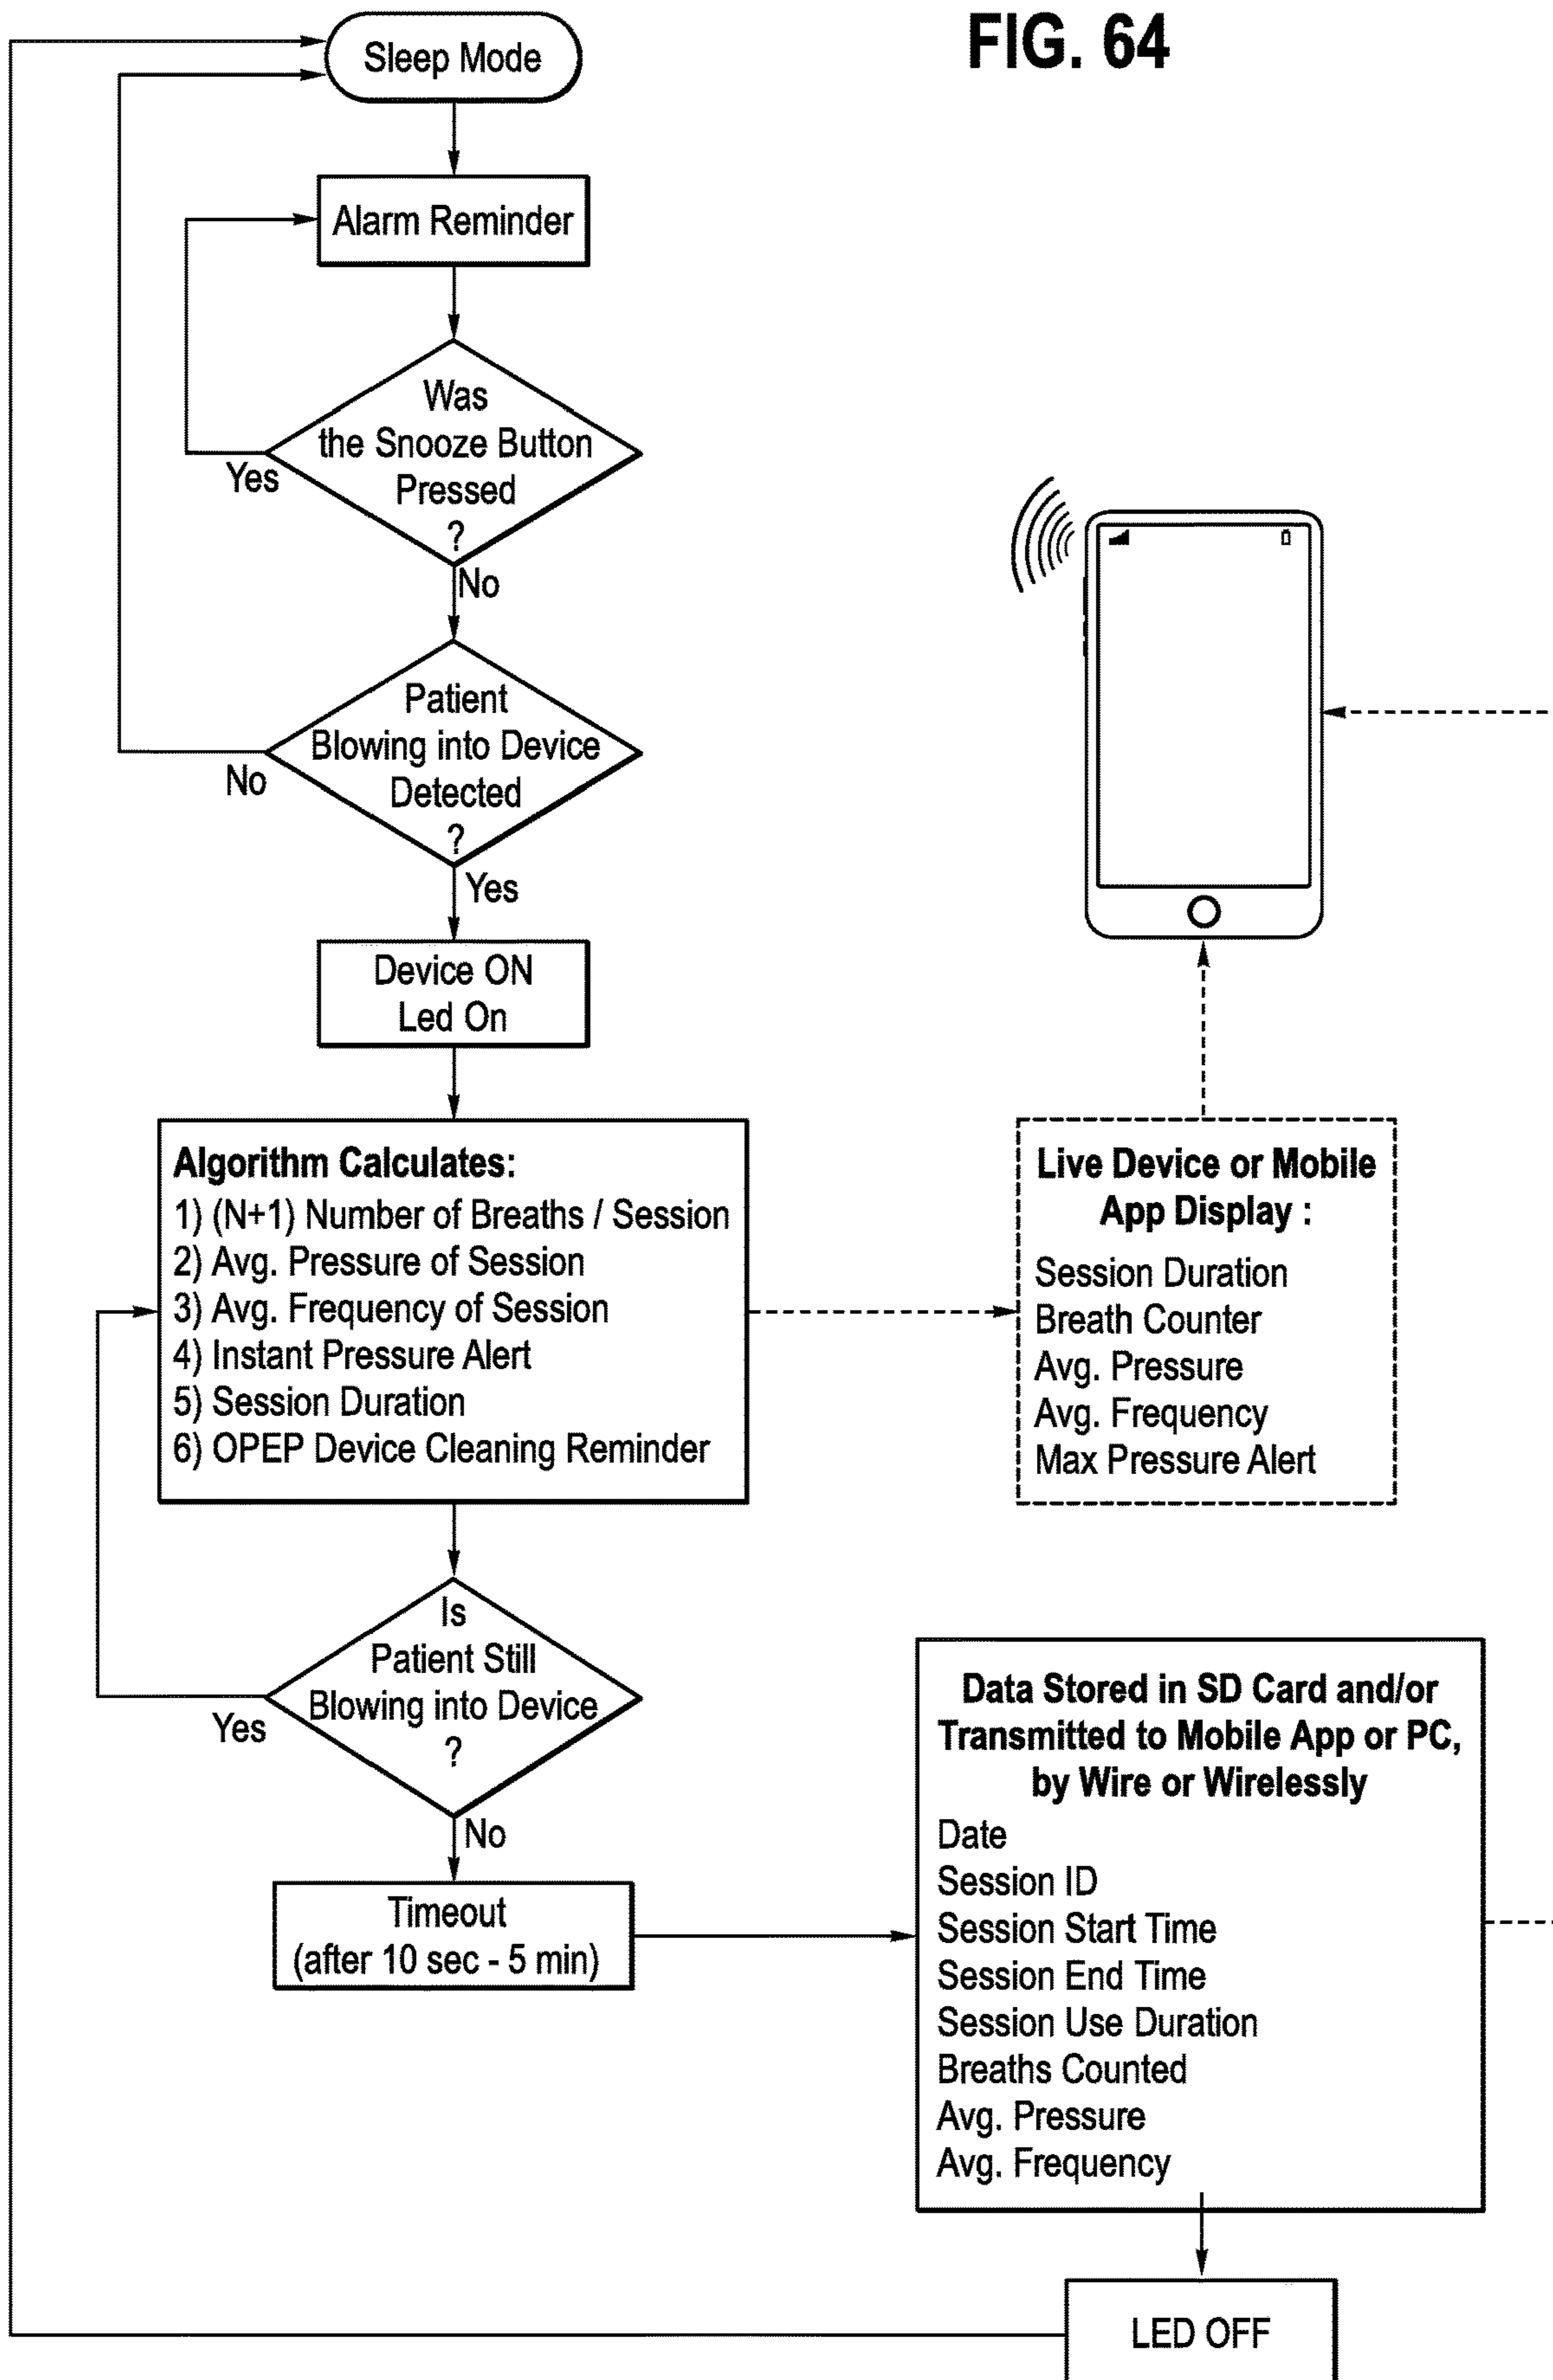 FIG. 64
Sleep Mode
Alarm Reminder
Was
the Snooze Button
Pressed
?
Yes
No
Patient
Blowing into Device
Detected
?
No
Yes
Device ON
Led On
Algorithm Calculates:
1) (N+1) Number of Breaths / Session
2) Avg. Pressure of Session
3) Avg. Frequency of Session
4) Instant Pressure Alert
5) Session Duration
6) OPEP Device Cleaning Reminder
Live Device or Mobile
App Display :
Session Duration
Breath Counter
Avg. Pressure
Avg. Frequency
Max Pressure Alert
Is
Patient Still
Blowing into Device
?
Yes
No
Timeout
(after 10 sec - 5 min)
Data Stored in SD Card and/or
Transmitted to Mobile App or PC,
by Wire or Wirelessly
Date
Session ID
Session Start Time
Session End Time
Session Use Duration
Breaths Counted
Avg. Pressure
Avg. Frequency
LED OFF